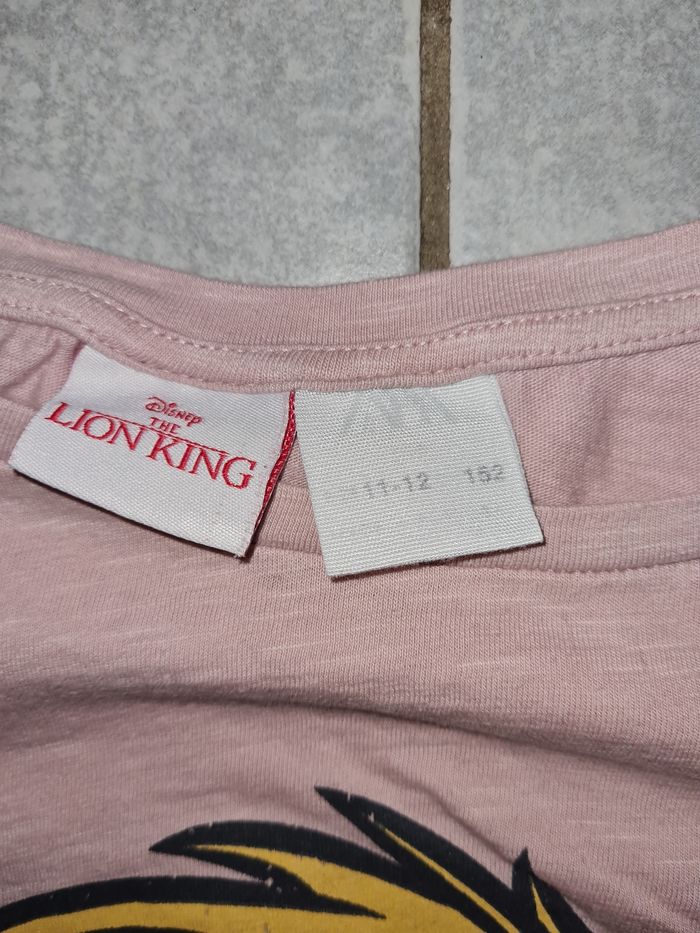 Disney
THE
LION KING
11-12 152